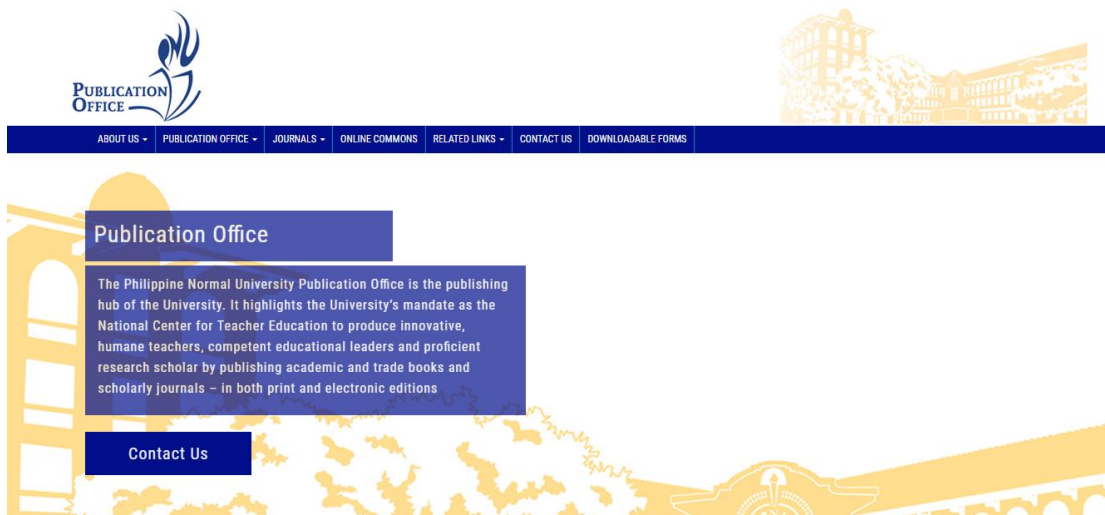 PNU
PUBLICATION
OFFICE
ABOUT US PUBLICATION OFFICE JOURNALS ONLINE COMMONS RELATED LINKS CONTACT US DOWNLOADABLE FORMS
Publication Office
The Philippine Normal University Publication Office is the publishing
hub of the University. It highlights the University's mandate as the
National Center for Teacher Education to produce innovative,
humane teachers, competent educational leaders and proficient
research scholar by publishing academic and trade books and
scholarly journals – in both print and electronic editions
Contact Us